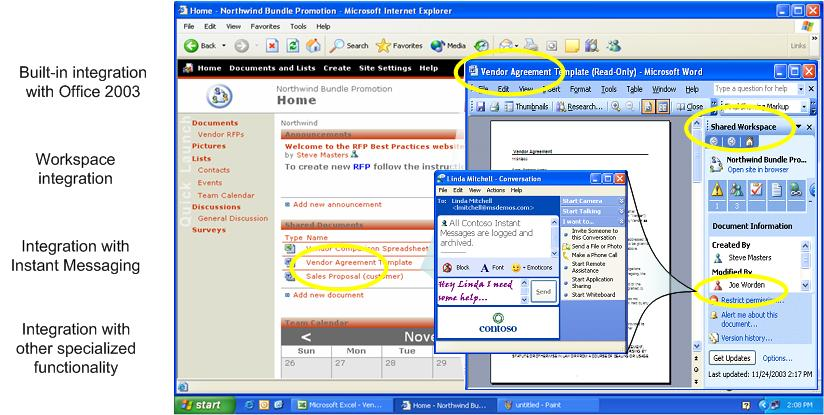 Built-in integration
with Office 2003
Workspace
integration
Integration with
Instant Messaging
Integration with
other specialized
functionality
Home - Northwind Bundle Promotion - Microsoft Internet Explorer
File Edit View Favorites Tools Help
Back Search Favorites Media Links
Home Documents and Lists Create Site Settings Help
Northwind Bundle Promotion
Home
Quick Launch
Documents
Vendor RFPs
Pictures
Lists
Contacts
Events
Team Calendar
Discussions
General Discussion
Surveys
Northwind
Announcements
Welcome to the RFP Best Practices website
by Steve Masters
To create new RFP follow the instruc
Add new announcement
Shared Documents
Type Name
Vendor Comparison Spreadsheet
Vendor Agreement Template
Sales Proposal (customer)
Add new document
Team Calendar
< Nove
Sun Mon Tue Wed
26 27 28 29
Vendor Agreement Template (Read-Only) - Microsoft Word
File Edit View Insert Format Tools Table Window Help Type a question for help
Thumbnails Research... Close Final Showing Markup
Vendor Agreement
Linda Mitchell - Conversation
File Edit View Actions Help
To: Linda Mitchell
<lmitchell@msdemos.com>
All Contoso Instant
Messages are logged and
archived.
Block Font Emoticons
Hey Linda I need
some help...
Send
contoso
Start Camera
Start Talking
I want to...
Invite Someone to
this Conversation
Send a File or Photo
Make a Phone Call
Start Remote
Assistance
Start Application
Sharing
Start Whiteboard
Shared Workspace
Northwind Bundle Pro...
Open site in browser
Document Information
Created By
Steve Masters
Modified By
Joe Worden
Restrict permission...
Alert me about this
document...
Version history...
Get Updates Options...
Last updated: 11/24/2003 2:17 PM
start
Microsoft Excel - Ven...
Home - Northwind Bu...
untitled - Paint
2:08 PM